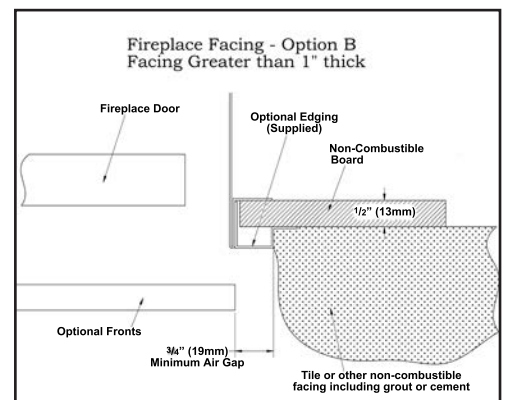 Fireplace Facing - Option B
Facing Greater than 1" thick
Fireplace Door
Optional Edging
(Supplied)
Non-Combustible
Board
1/2" (13mm)
Optional Fronts
3/4" (19mm)
Minimum Air Gap
Tile or other non-combustible
facing including grout or cement